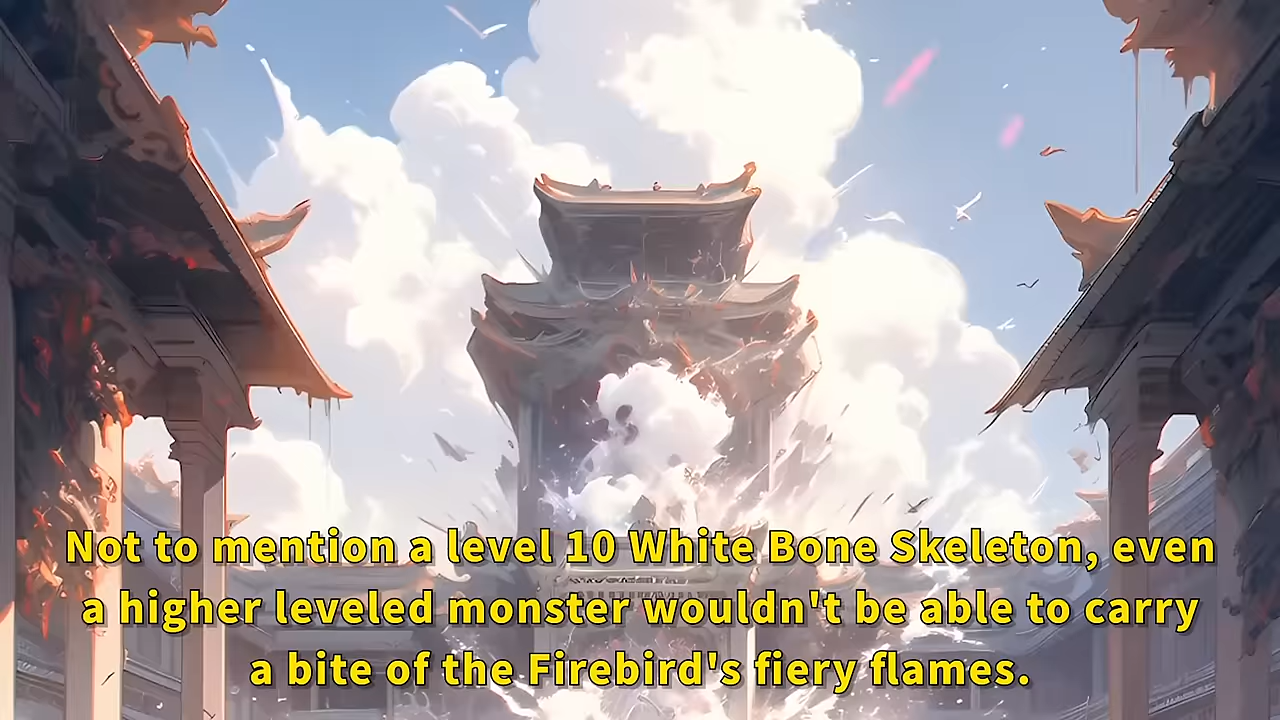 Not to mention a level 10 White Bone Skeleton, even
a higher leveled monster wouldn't be able to carry
a bite of the Firebird's fiery flames.